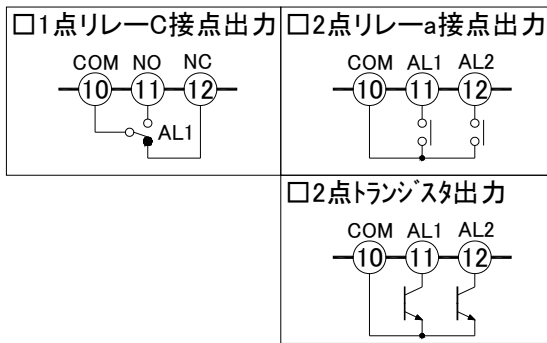 □1点リレーC接点出力
COM NO NC
10 11 12
AL1
□2点リレーa接点出力
COM AL1 AL2
10 11 12
□2点トランジスタ出力
COM AL1 AL2
10 11 12